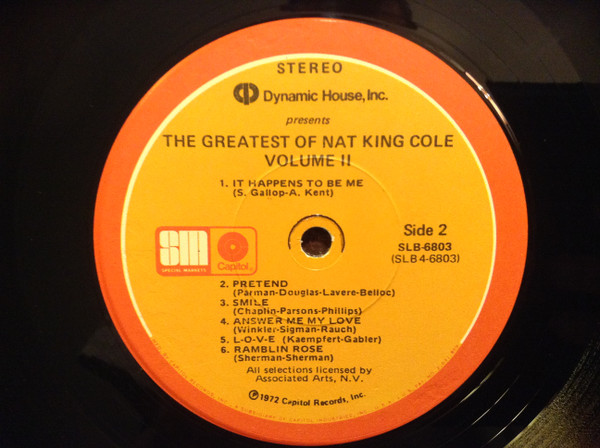 STEREO
Dynamic House, Inc.
presents
THE GREATEST OF NAT KING COLE
VOLUME II
1. IT HAPPENS TO BE ME
(S. Gallop-A. Kent)
Side 2
SLB-6803
(SLB 4-6803)
SM
SPECIAL MARKETS
Capitol
2. PRETEND
(Parman-Douglas-Lavere-Belloc)
3. SMILE
(Chaplin-Parsons-Phillips)
4. ANSWER ME MY LOVE
(Winkler-Sigman-Rauch)
5. L-O-V-E (Kaempfert-Gabler)
6. RAMBLIN ROSE
(Sherman-Sherman)
All selections licensed by
Associated Arts, N.V.
℗1972 Capitol Records, Inc.